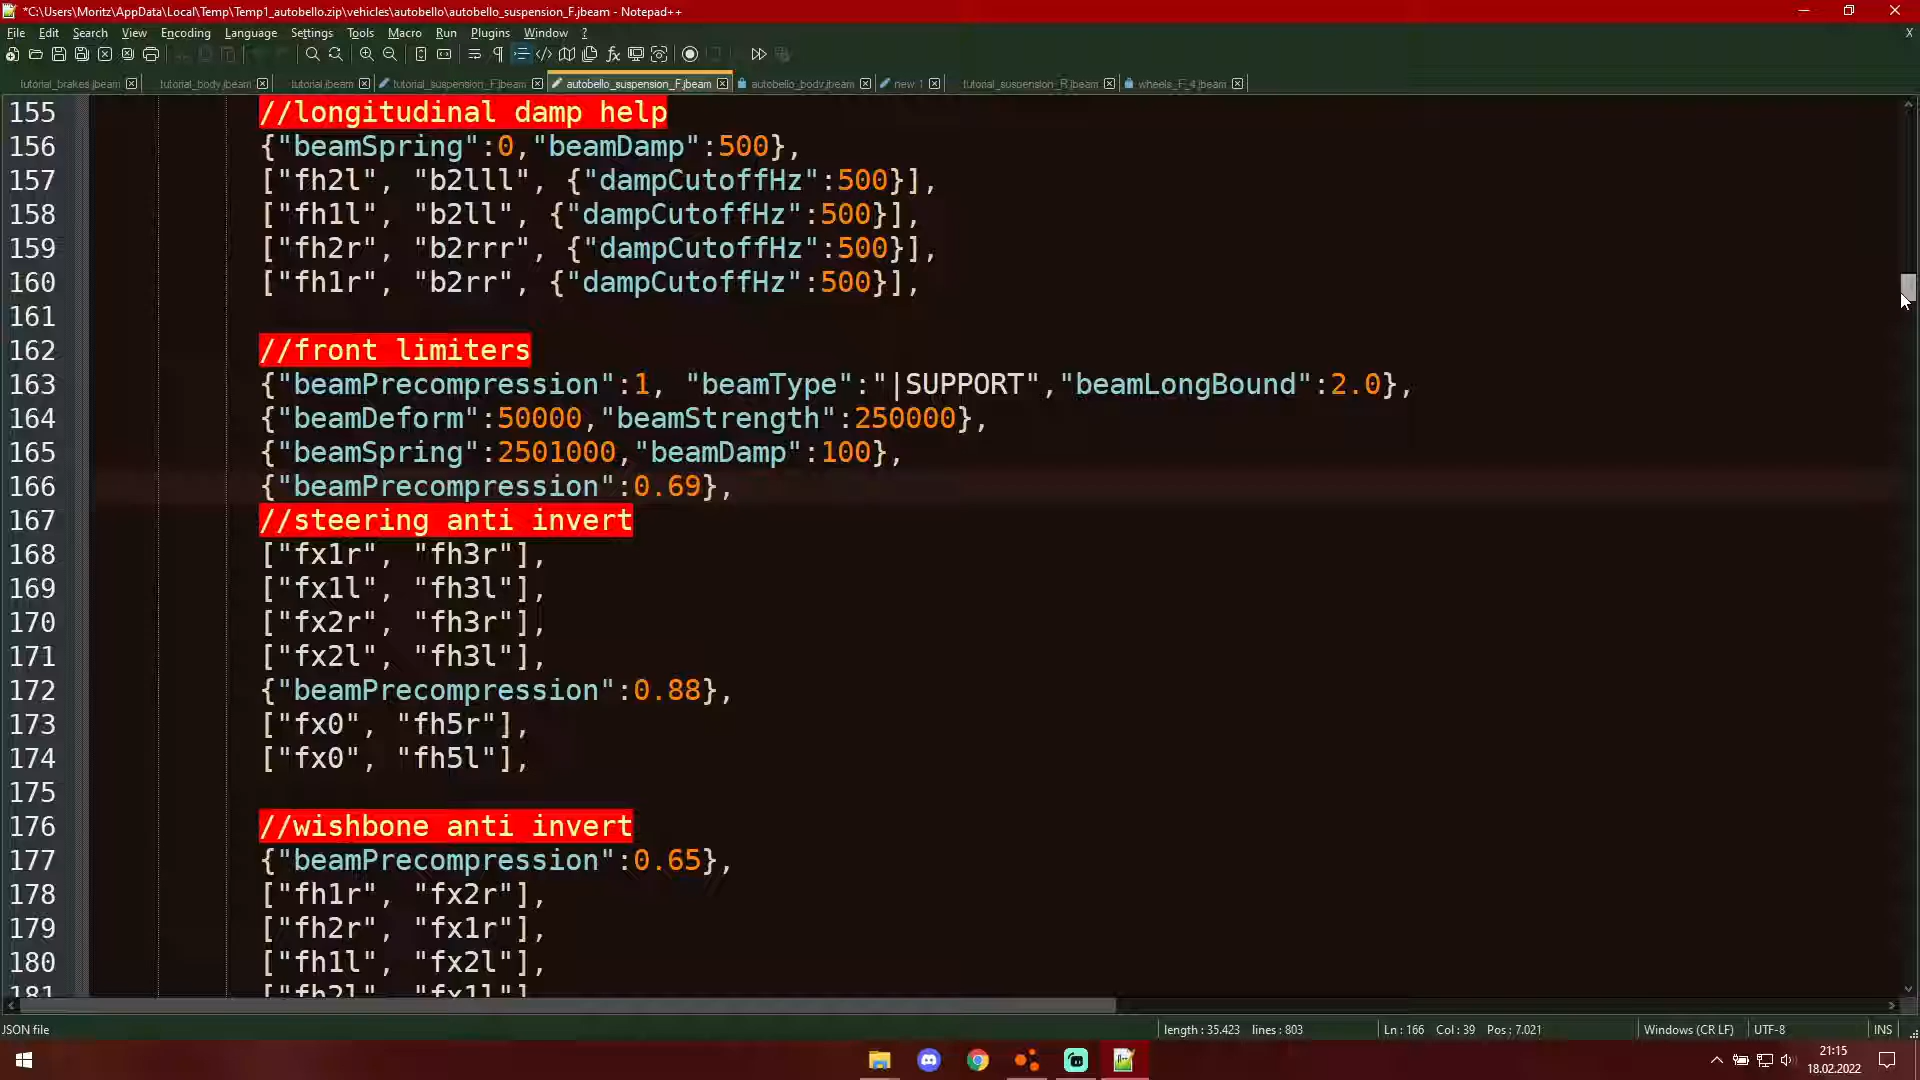 *C:\Users\Moritz\AppData\Local\Temp\Temp1_autobello.zip\vehicles\autobello\autobello_suspension_F.jbeam - Notepad++
File Edit Search View Encoding Language Settings Tools Macro Run Plugins Window ? X
tutorial_brakes.jbeam tutorial_body.jbeam tutorial.jbeam tutorial_suspension_F.jbeam autobello_suspension_F.jbeam autobello_body.jbeam new 1 tutorial_suspension_R.jbeam wheels_F_4.jbeam
155 //longitudinal damp help
156 {"beamSpring":0,"beamDamp":500},
157 ["fh2l", "b2lll", {"dampCutoffHz":500}],
158 ["fh1l", "b2ll", {"dampCutoffHz":500}],
159 ["fh2r", "b2rrr", {"dampCutoffHz":500}],
160 ["fh1r", "b2rr", {"dampCutoffHz":500}],
161
162 //front limiters
163 {"beamPrecompression":1, "beamType":"|SUPPORT","beamLongBound":2.0},
164 {"beamDeform":50000,"beamStrength":250000},
165 {"beamSpring":2501000,"beamDamp":100},
166 {"beamPrecompression":0.69},
167 //steering anti invert
168 ["fx1r", "fh3r"],
169 ["fx1l", "fh3l"],
170 ["fx2r", "fh3r"],
171 ["fx2l", "fh3l"],
172 {"beamPrecompression":0.88},
173 ["fx0", "fh5r"],
174 ["fx0", "fh5l"],
175
176 //wishbone anti invert
177 {"beamPrecompression":0.65},
178 ["fh1r", "fx2r"],
179 ["fh2r", "fx1r"],
180 ["fh1l", "fx2l"],
181 ["fh2l", "fx1l"]
JSON file length : 35.423 lines : 803 Ln : 166 Col : 39 Pos : 7.021 Windows (CR LF) UTF-8 INS
21:15
18.02.2022